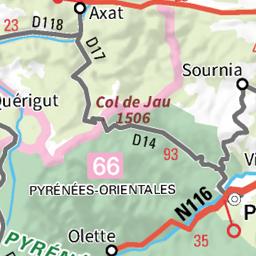 Axat
23
D118
D17
Sournia
Quérigut
Col de Jau
1506
D14
93
66
PYRÉNÉES-ORIENTALES
N116
Olette
35